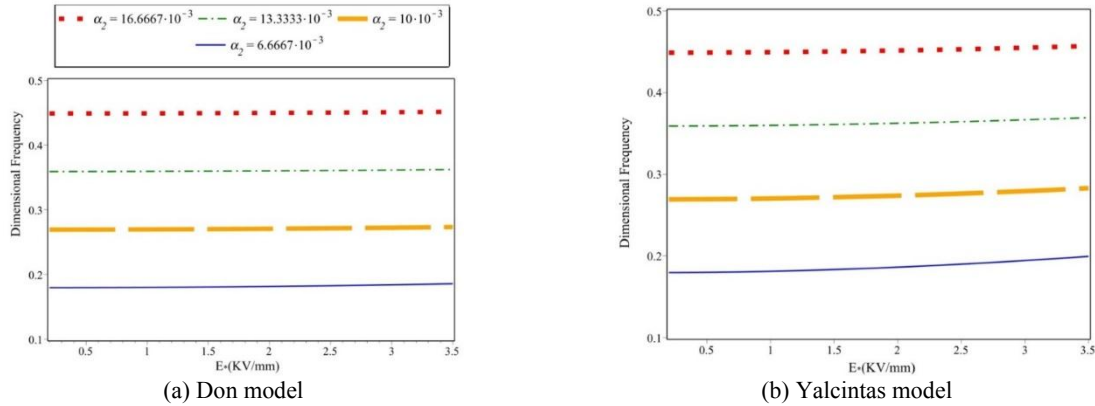 α₂ = 16.6667·10⁻³ α₂ = 13.3333·10⁻³ α₂ = 10·10⁻³
α₂ = 6.6667·10⁻³
Dimensional Frequency
0.5
0.4
0.3
0.2
0.1
0.5 1 1.5 2 2.5 3 3.5
E*(KV/mm)
(a) Don model
Dimensional Frequency
0.5
0.4
0.3
0.2
0.1
0.5 1 1.5 2 2.5 3 3.5
E*(KV/mm)
(b) Yalcintas model